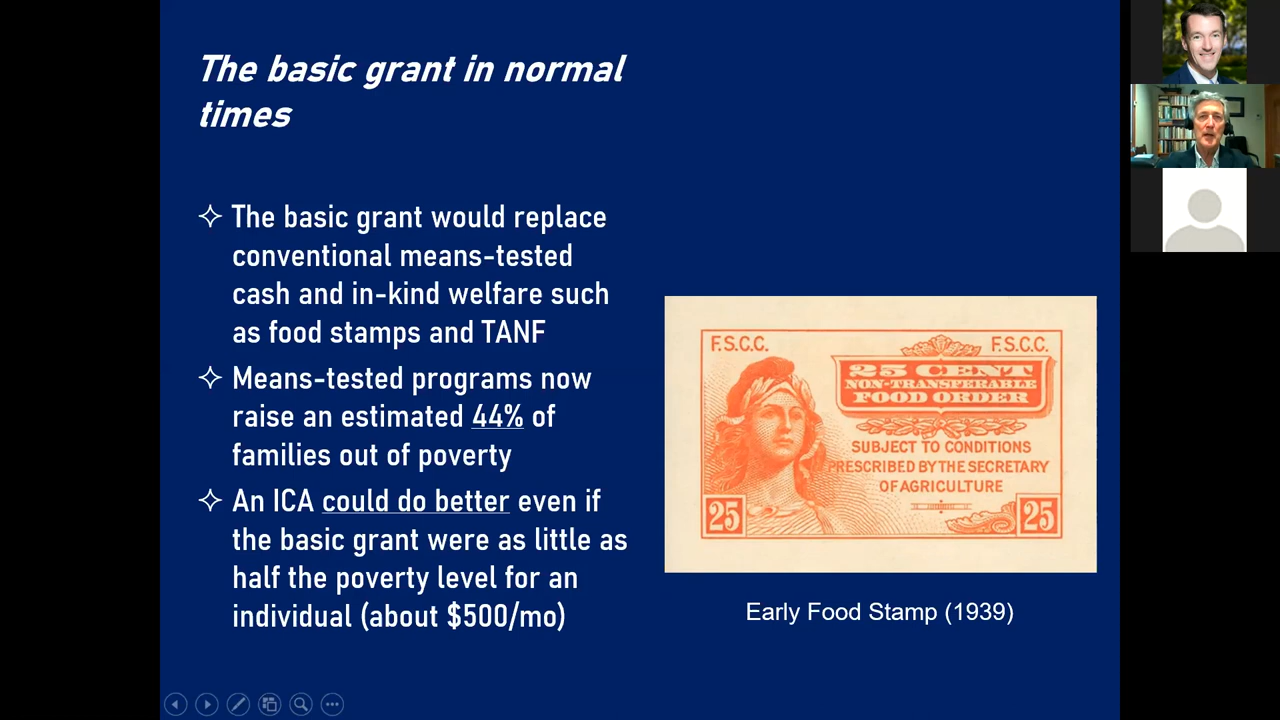 The basic grant in normal
times
✧ The basic grant would replace
conventional means-tested
cash and in-kind welfare such
as food stamps and TANF
✧ Means-tested programs now
raise an estimated 44% of
families out of poverty
✧ An ICA could do better even if
the basic grant were as little as
half the poverty level for an
individual (about $500/mo)
F.S.C.C. F.S.C.C.
25 CENT
NON-TRANSFERABLE
FOOD ORDER
SUBJECT TO CONDITIONS
PRESCRIBED BY THE SECRETARY
OF AGRICULTURE
25 25
Early Food Stamp (1939)